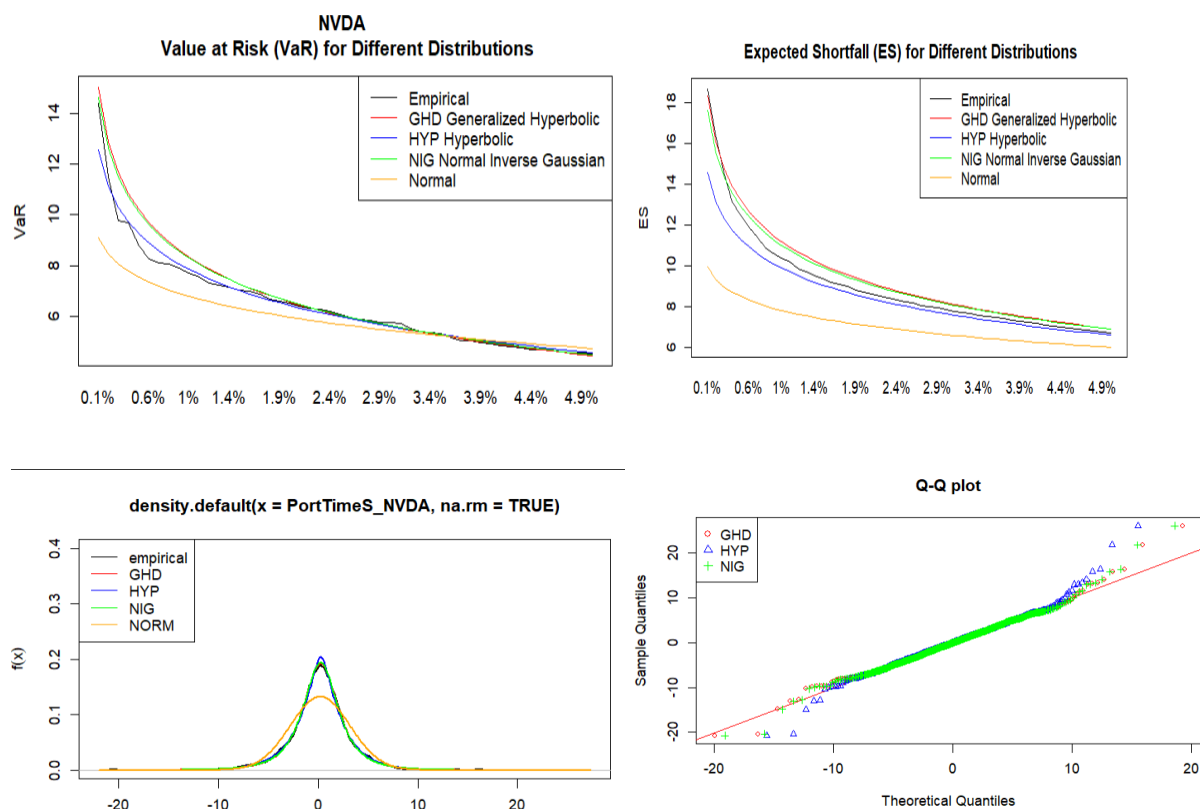 NVDA
Value at Risk (VaR) for Different Distributions
VaR
14
12
10
8
6
Empirical
GHD Generalized Hyperbolic
HYP Hyperbolic
NIG Normal Inverse Gaussian
Normal
0.1% 0.6% 1% 1.4% 1.9% 2.4% 2.9% 3.4% 3.9% 4.4% 4.9%
Expected Shortfall (ES) for Different Distributions
ES
18
16
14
12
10
8
6
Empirical
GHD Generalized Hyperbolic
HYP Hyperbolic
NIG Normal Inverse Gaussian
Normal
0.1% 0.6% 1% 1.4% 1.9% 2.4% 2.9% 3.4% 3.9% 4.4% 4.9%
density.default(x = PortTimeS_NVDA, na.rm = TRUE)
f(x)
0.4
0.3
0.2
0.1
0.0
empirical
GHD
HYP
NIG
NORM
-20 -10 0 10 20
Q-Q plot
Sample Quantiles
20
10
0
-10
-20
GHD
HYP
NIG
-20 -10 0 10 20
Theoretical Quantiles